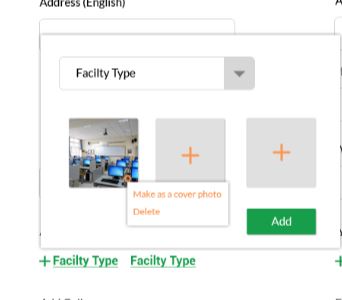 Address (English)
Facilty Type
Make as a cover photo
Delete
Add
Facilty Type Facilty Type